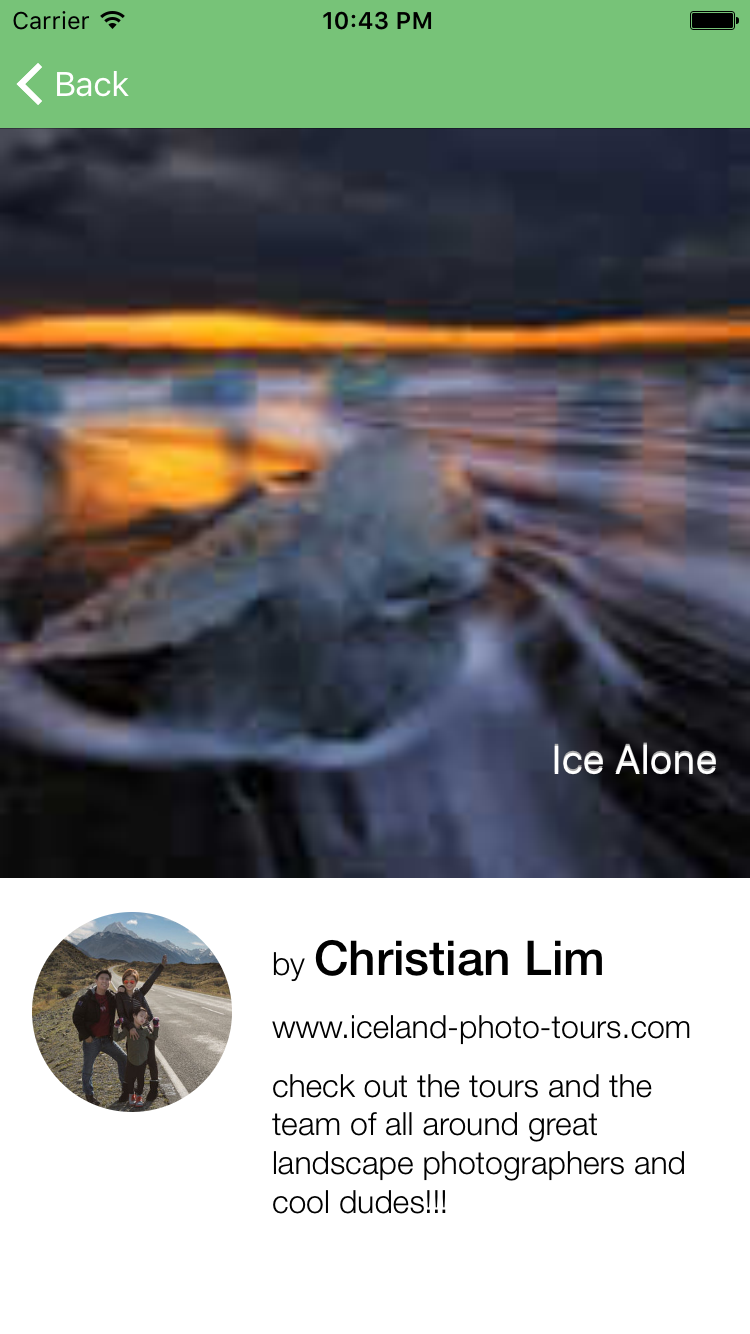 Carrier 10:43 PM
Back
Ice Alone
by Christian Lim
www.iceland-photo-tours.com
check out the tours and the
team of all around great
landscape photographers and
cool dudes!!!